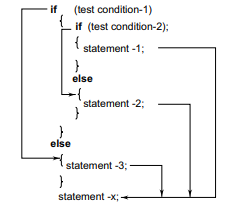 if (test condition-1)
{
if (test condition-2);
{
statement -1;
}
else
{
statement -2;
}
}
else
{
statement -3;
}
statement -x;